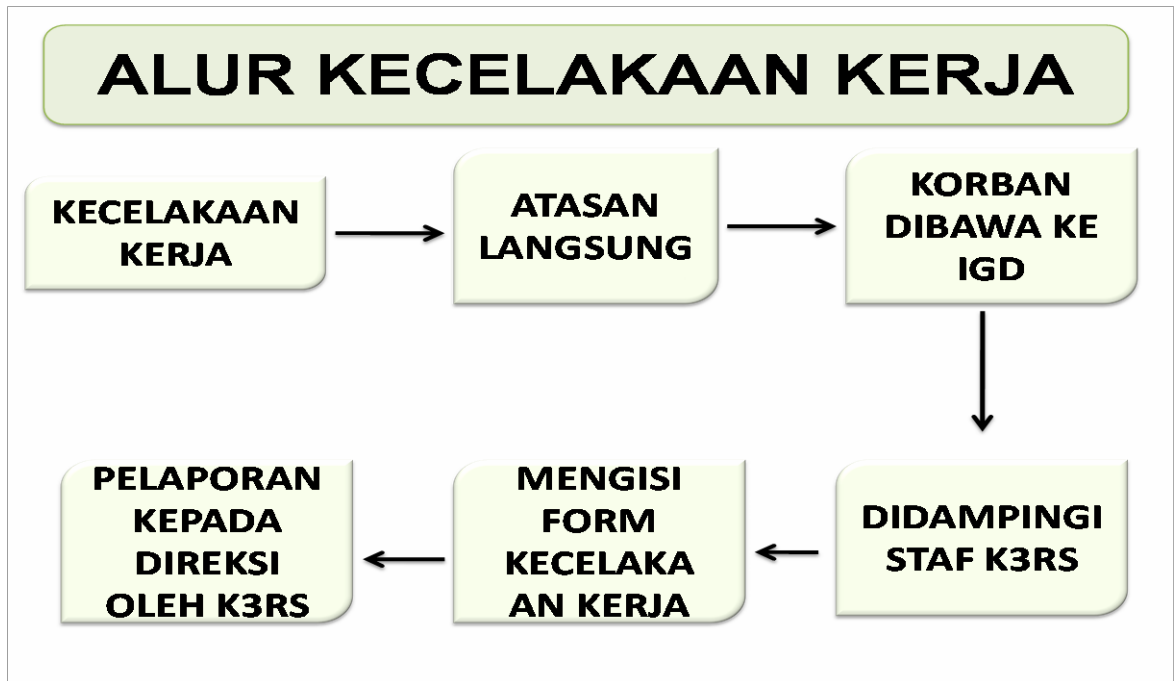 ALUR KECELAKAAN KERJA
KECELAKAAN
KERJA
ATASAN
LANGSUNG
KORBAN
DIBAWA KE
IGD
DIDAMPINGI
STAF K3RS
MENGISI
FORM
KECELAKA
AN KERJA
PELAPORAN
KEPADA
DIREKSI
OLEH K3RS